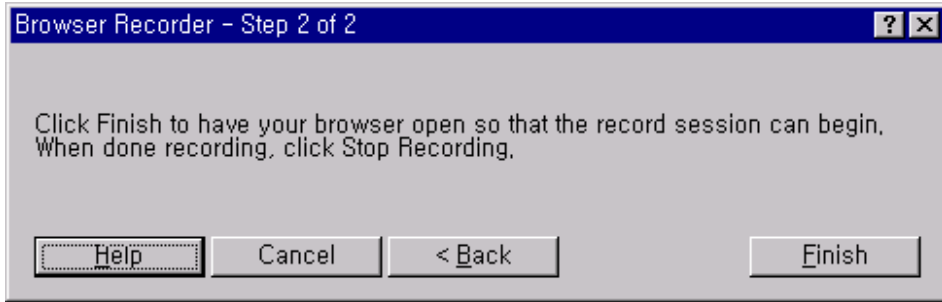 Browser Recorder - Step 2 of 2
Click Finish to have your browser open so that the record session can begin,
When done recording, click Stop Recording,
Help
Cancel
< Back
Finish